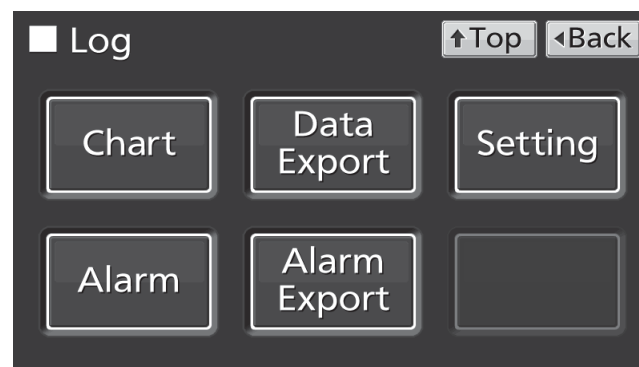 Log
↑Top
◂Back
Chart
Data
Export
Setting
Alarm
Alarm
Export